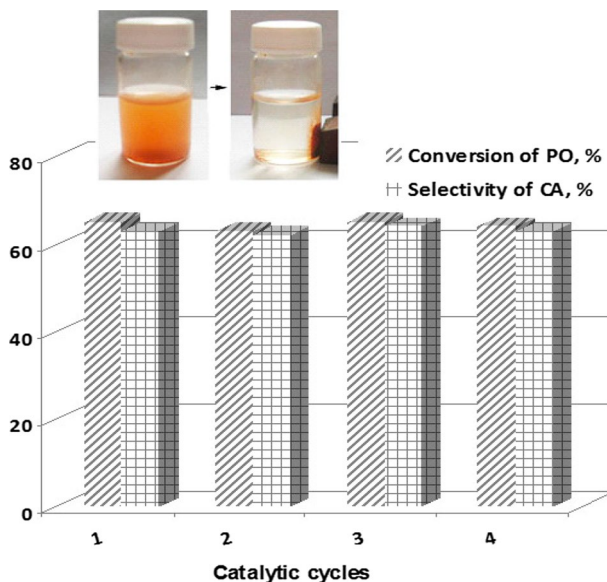 80
60
40
20
0
Conversion of PO, %
Selectivity of CA, %
1 2 3 4
Catalytic cycles